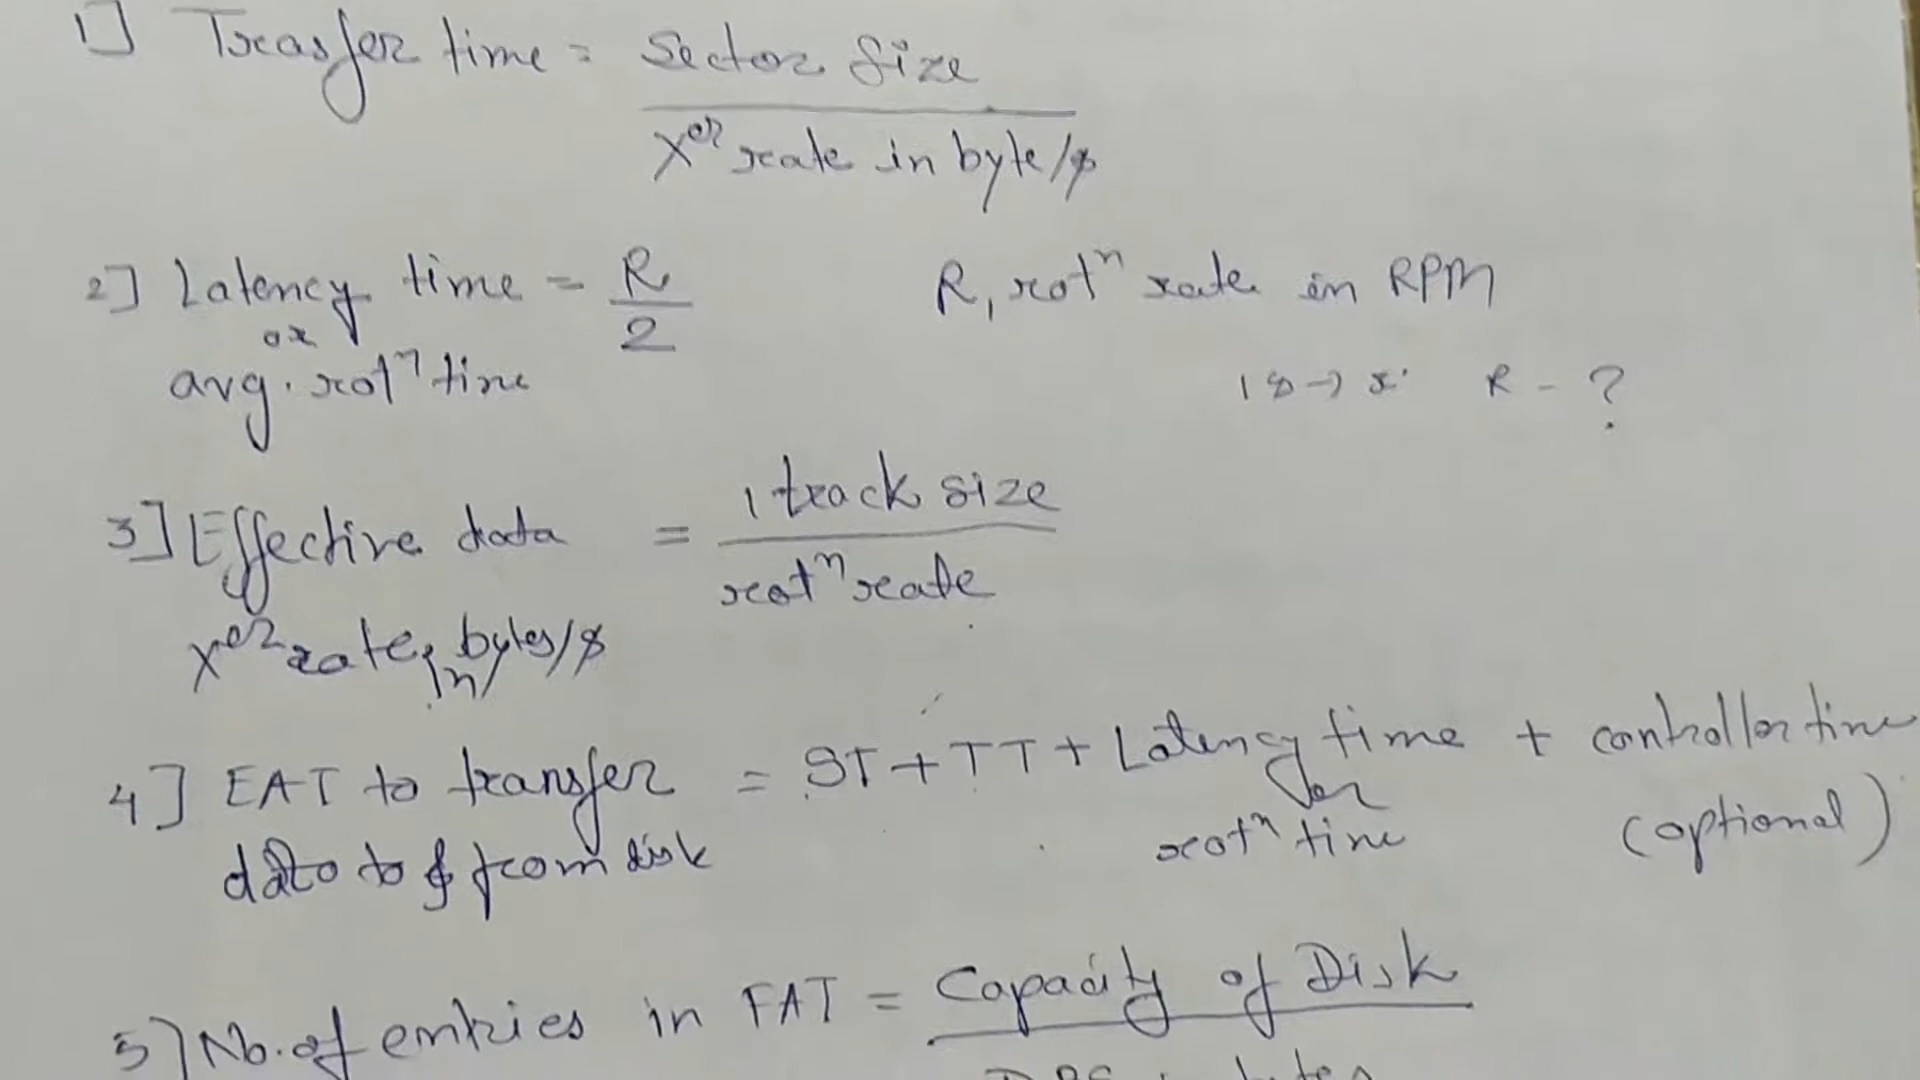 1] Trasfer time = Sector Size
X^er rate in byte/s
2] Latency time = R
2
R, rot^n rate in RPM
or
avg. rot^n time
1 s → x. R - ?
3] Effective data = 1 track size
rot^n rate
X^er rate, in bytes/s
4] EAT to transfer = ST + TT + Latency time + controller time
or
data to & from disk
rot^n time
(optional)
5] No. of entries in FAT = Capacity of Disk